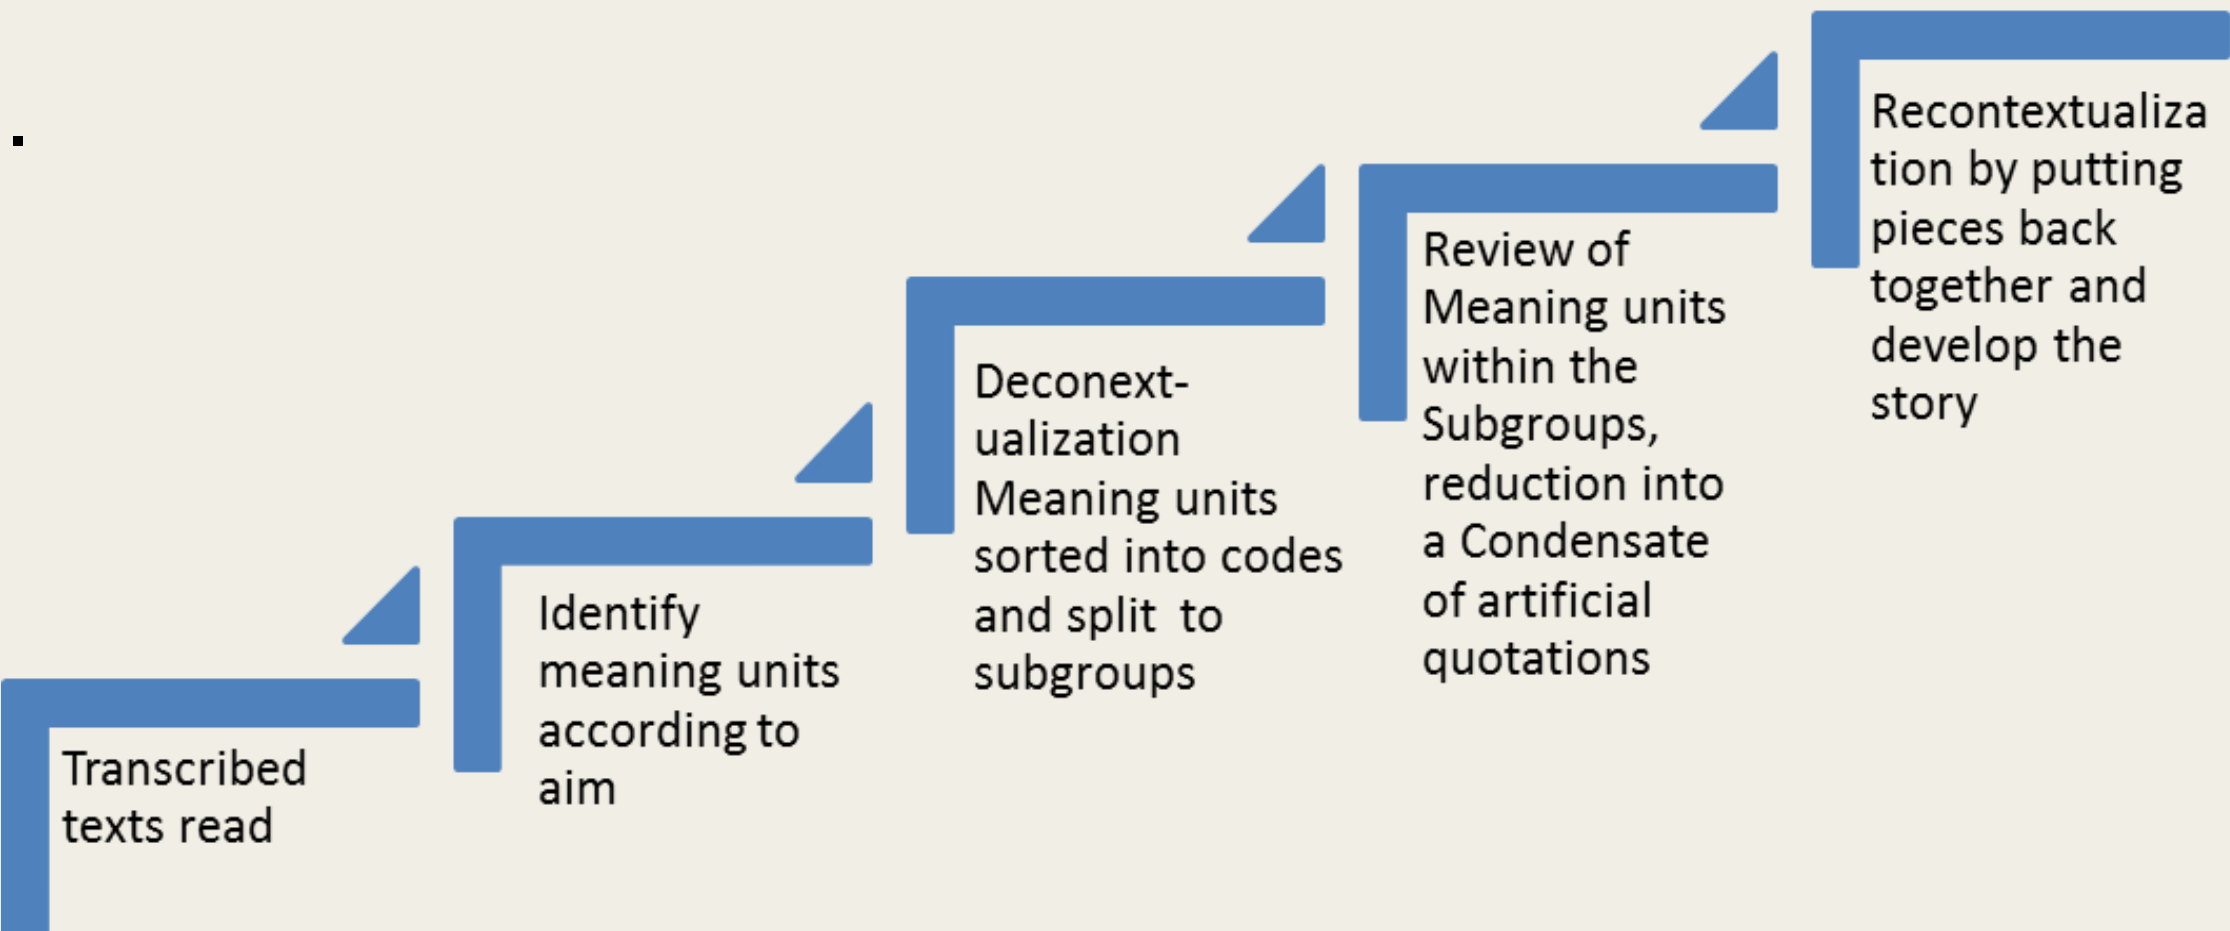 Transcribed
texts read
Identify
meaning units
according to
aim
Deconext-
ualization
Meaning units
sorted into codes
and split to
subgroups
Review of
Meaning units
within the
Subgroups,
reduction into
a Condensate
of artificial
quotations
Recontextualiza
tion by putting
pieces back
together and
develop the
story